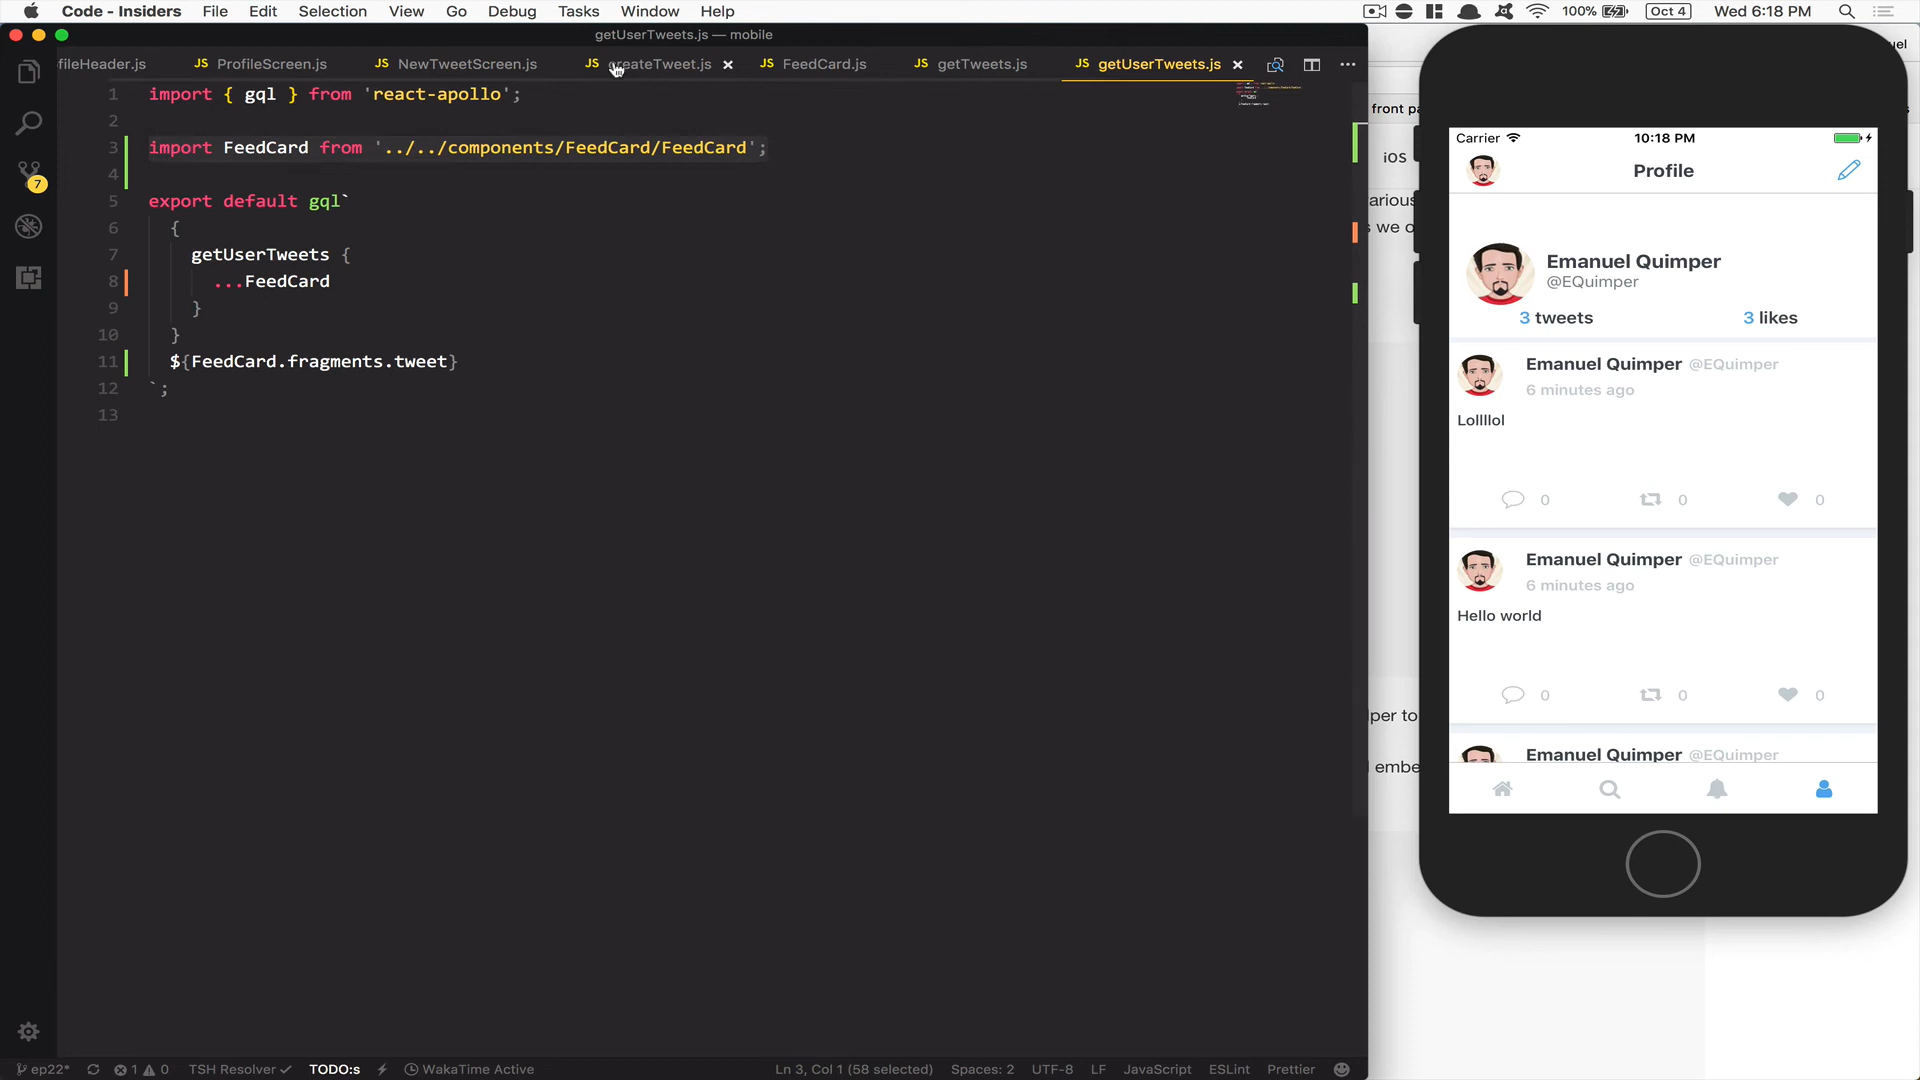 Code - Insiders File Edit Selection View Go Debug Tasks Window Help 100% Oct 4 Wed 6:18 PM
getUserTweets.js — mobile
fileHeader.js JS ProfileScreen.js JS NewTweetScreen.js JS createTweet.js JS FeedCard.js JS getTweets.js JS getUserTweets.js
1 import { gql } from 'react-apollo';
2
3 import FeedCard from '../../components/FeedCard/FeedCard';
4
5 export default gql`
6 {
7 getUserTweets {
8 ...FeedCard
9 }
10 }
11 ${FeedCard.fragments.tweet}
12 `;
13
7
ep22* 1 0 TSH Resolver TODO:s WakaTime Active Ln 3, Col 1 (58 selected) Spaces: 2 UTF-8 LF JavaScript ESLint Prettier
uel
front pa
s
ios
arious
s we o
lper to
embe
Carrier 10:18 PM
Profile
Emanuel Quimper
@EQuimper
3 tweets 3 likes
Emanuel Quimper @EQuimper
6 minutes ago
Lollllol
0 0 0
Emanuel Quimper @EQuimper
6 minutes ago
Hello world
0 0 0
Emanuel Quimper @EQuimper